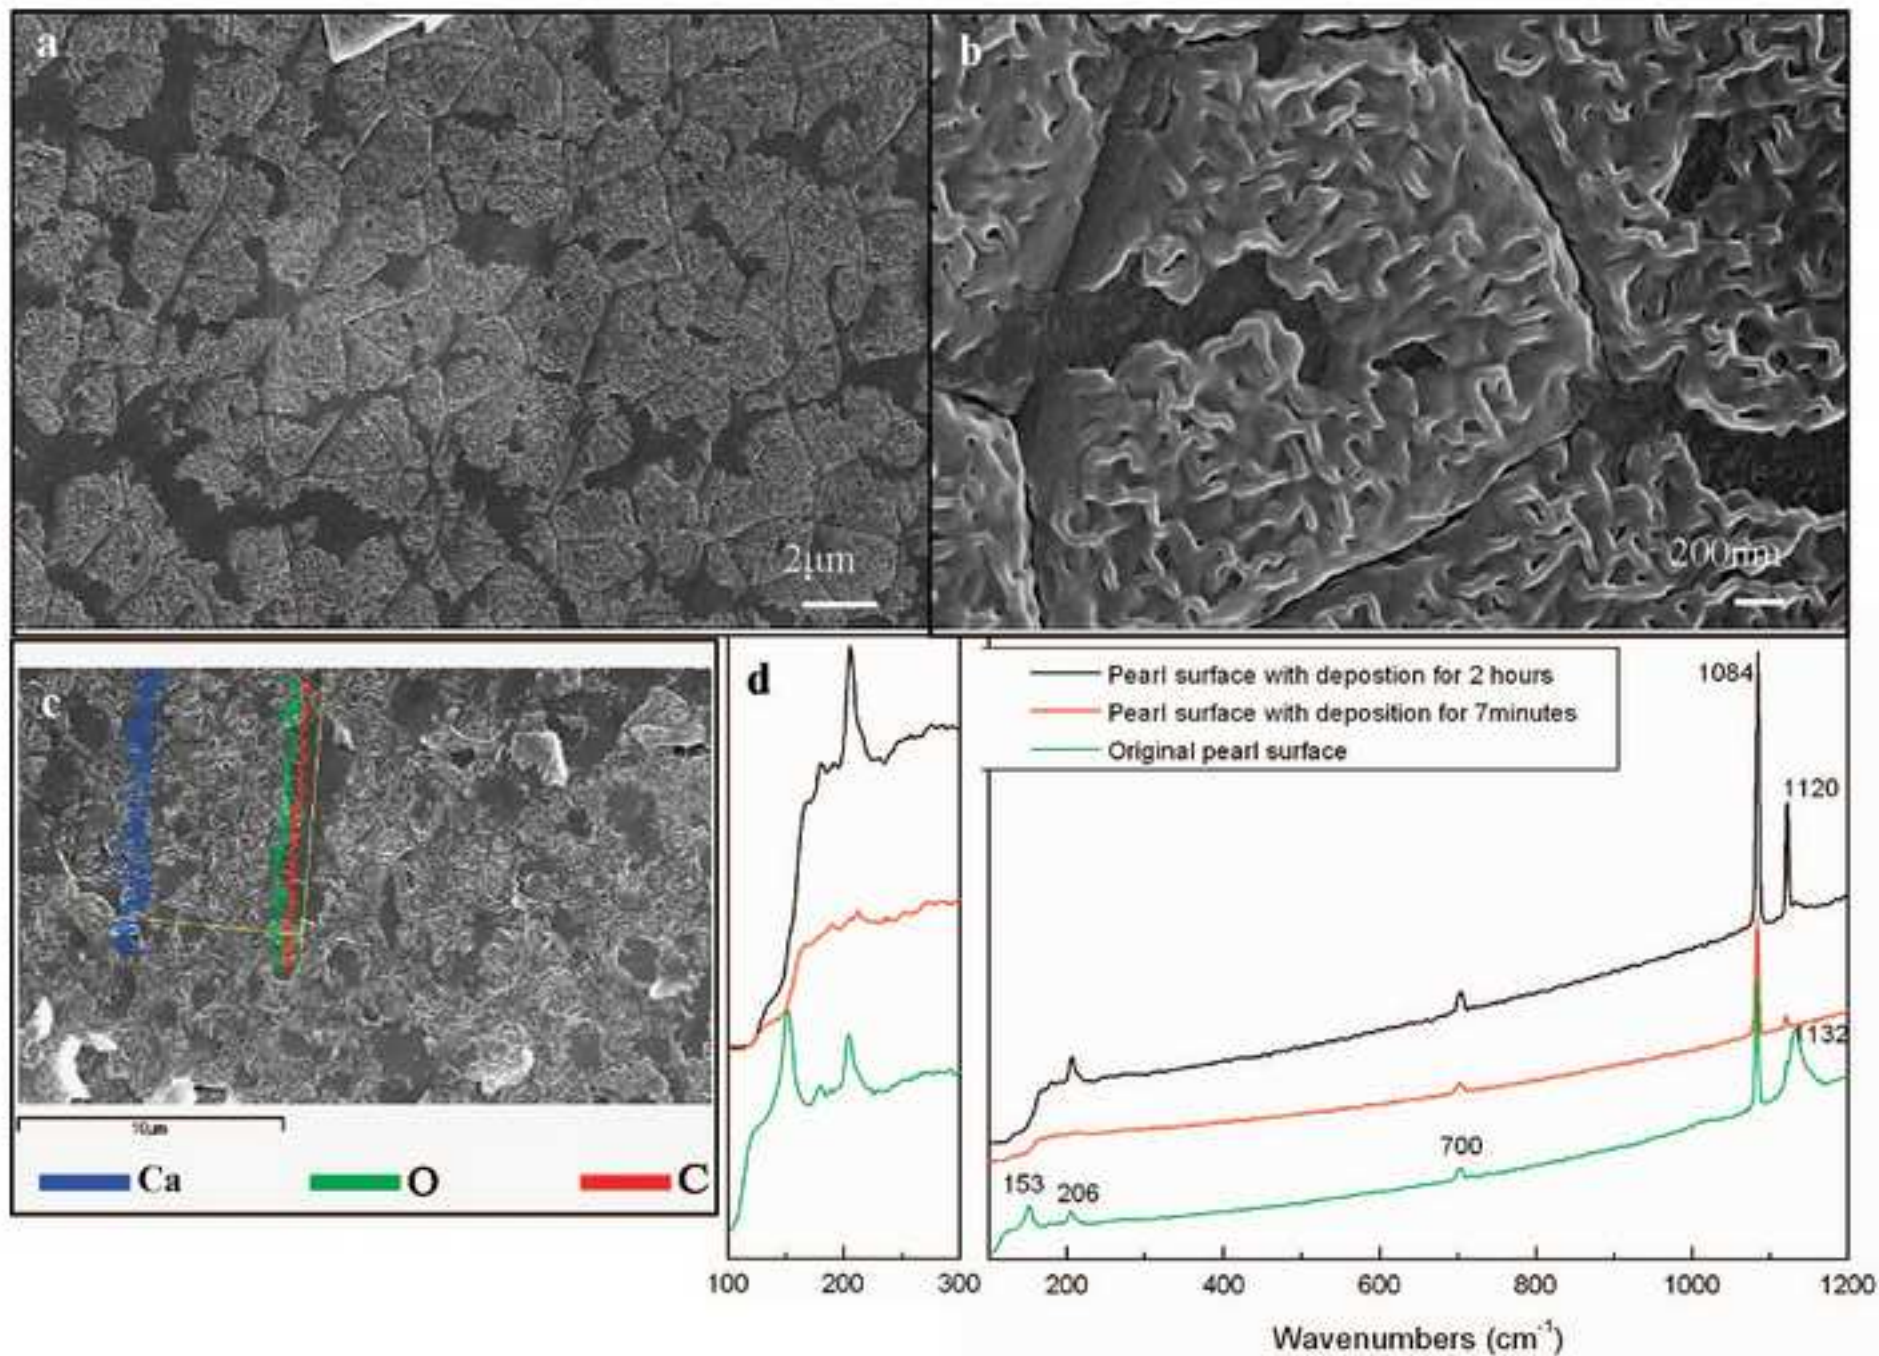 a
b
2μm
200nm
c
10μm
Ca
O
C
d
Pearl surface with depostion for 2 hours
Pearl surface with deposition for 7minutes
Original pearl surface
1084
1120
132
700
153
206
100
200
300
200
400
600
800
1000
1200
Wavenumbers (cm⁻¹)